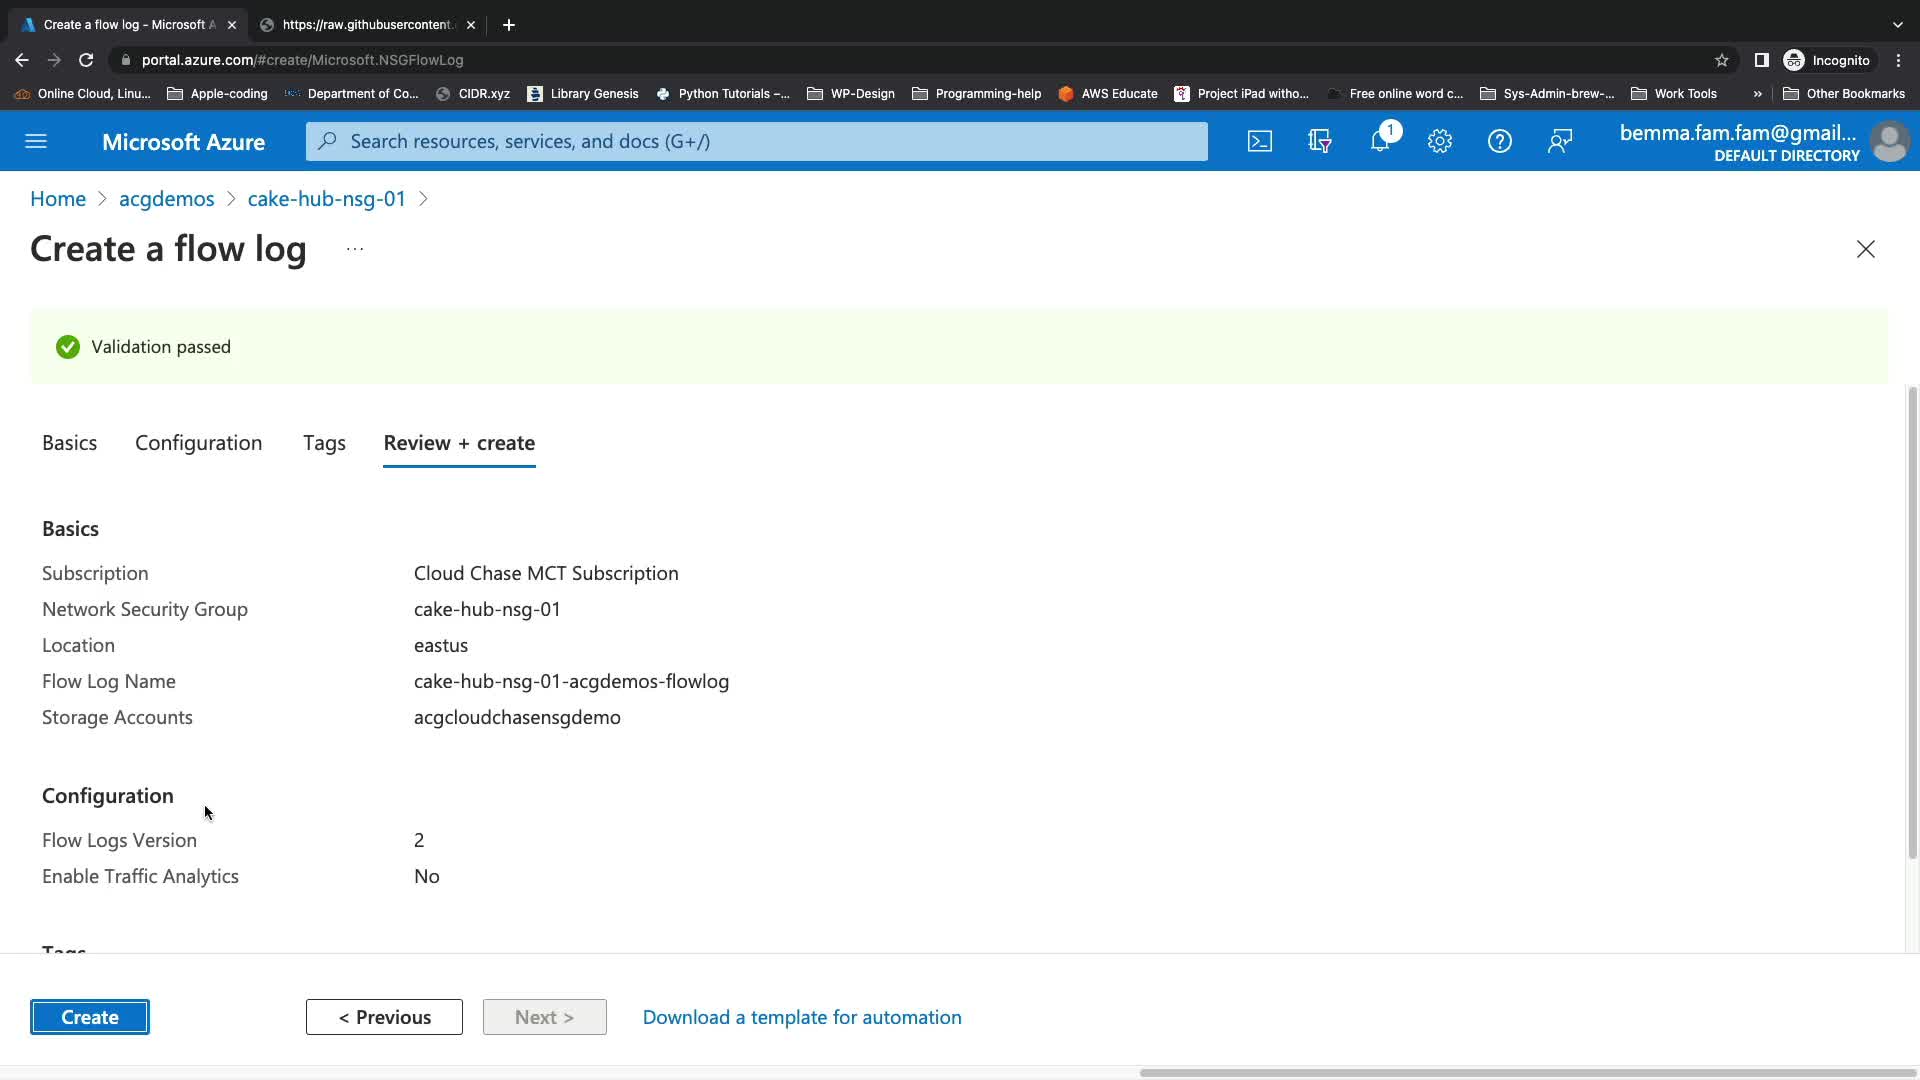 Create a flow log - Microsoft A
https://raw.githubusercontent.
portal.azure.com/#create/Microsoft.NSGFlowLog
Incognito
Online Cloud, Linu...
Apple-coding
Department of Co...
CIDR.xyz
Library Genesis
Python Tutorials –...
WP-Design
Programming-help
AWS Educate
Project iPad witho...
Free online word c...
Sys-Admin-brew-...
Work Tools
»
Other Bookmarks
Microsoft Azure
Search resources, services, and docs (G+/)
1
bemma.fam.fam@gmail...
DEFAULT DIRECTORY
Home > acgdemos > cake-hub-nsg-01 >
Create a flow log ...
Validation passed
Basics
Configuration
Tags
Review + create
Basics
Subscription Cloud Chase MCT Subscription
Network Security Group cake-hub-nsg-01
Location eastus
Flow Log Name cake-hub-nsg-01-acgdemos-flowlog
Storage Accounts acgcloudchasensgdemo
Configuration
Flow Logs Version 2
Enable Traffic Analytics No
Tags
Create
< Previous
Next >
Download a template for automation